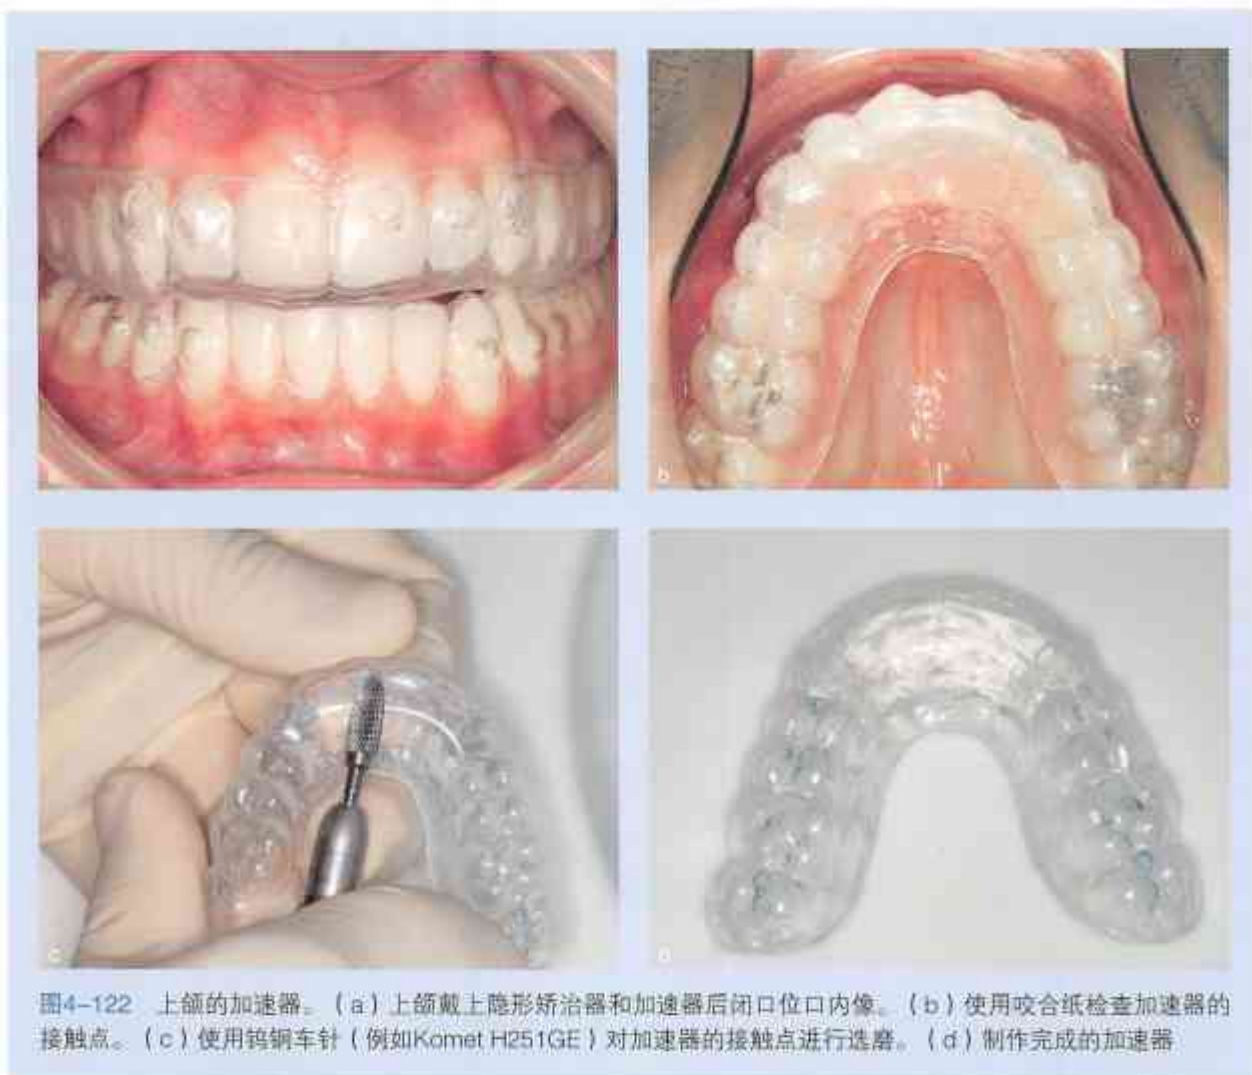 b
c
d
图4-122 上颌的加速器。（a）上颌戴上隐形矫治器和加速器后闭口位口内像。（b）使用咬合纸检查加速器的
接触点。（c）使用钨钢车针（例如Komet H251GE）对加速器的接触点进行选磨。（d）制作完成的加速器